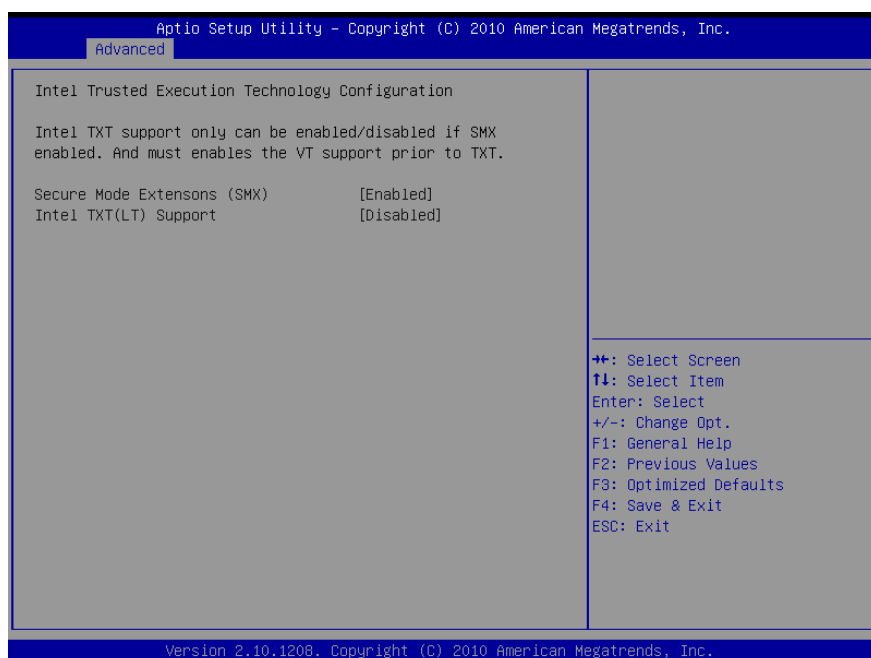 Aptio Setup Utility – Copyright (C) 2010 American Megatrends, Inc.
Advanced
Intel Trusted Execution Technology Configuration
Intel TXT support only can be enabled/disabled if SMX
enabled. And must enables the VT support prior to TXT.
Secure Mode Extensons (SMX) [Enabled]
Intel TXT(LT) Support [Disabled]
→←: Select Screen
↑↓: Select Item
Enter: Select
+/-: Change Opt.
F1: General Help
F2: Previous Values
F3: Optimized Defaults
F4: Save & Exit
ESC: Exit
Version 2.10.1208. Copyright (C) 2010 American Megatrends, Inc.